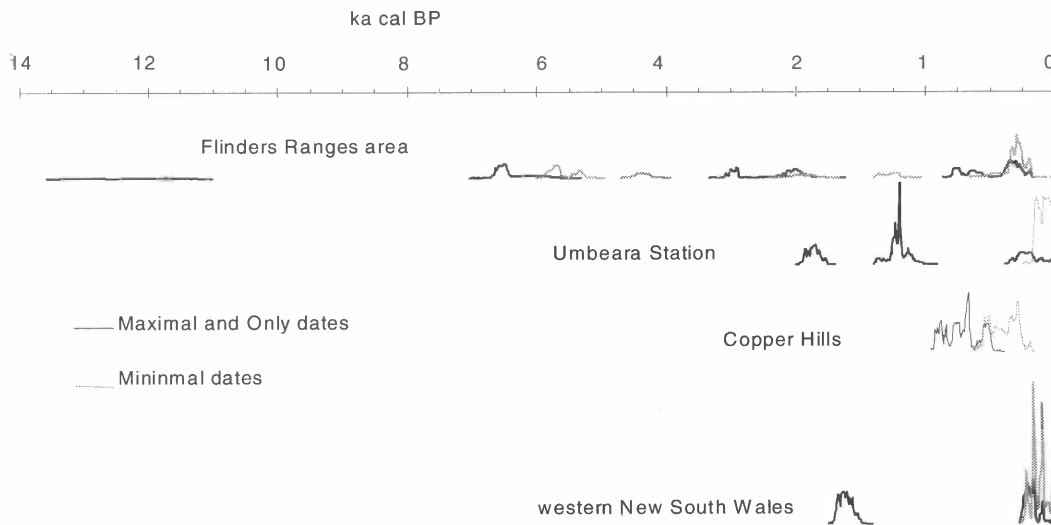 ka cal BP
14 12 10 8 6 4 2 1 0
Flinders Ranges area
Umbeara Station
Maximal and Only dates
Copper Hills
Mininmal dates
western New South Wales